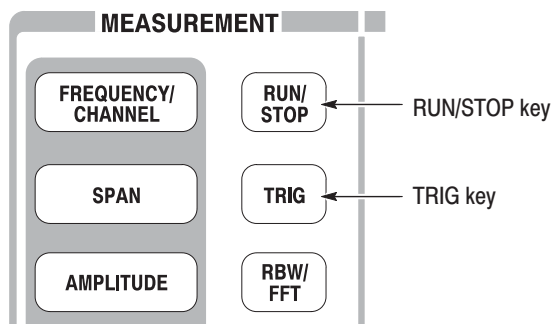 MEASUREMENT
FREQUENCY/
CHANNEL
RUN/
STOP
RUN/STOP key
SPAN
TRIG
TRIG key
AMPLITUDE
RBW/
FFT